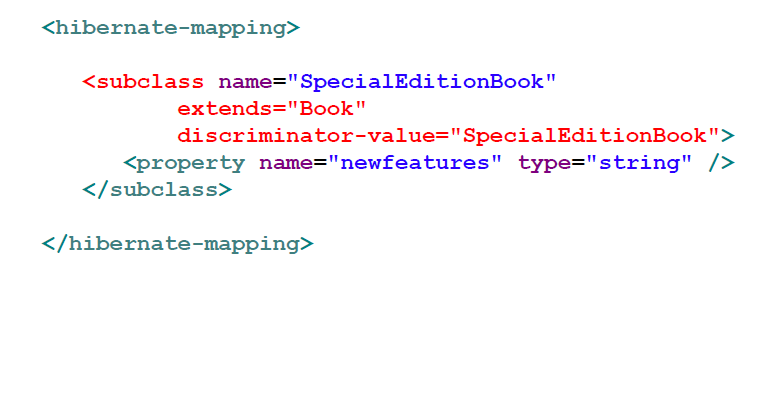 <hibernate-mapping>
<subclass name="SpecialEditionBook"
extends="Book"
discriminator-value="SpecialEditionBook">
<property name="newfeatures" type="string" />
</subclass>
</hibernate-mapping>